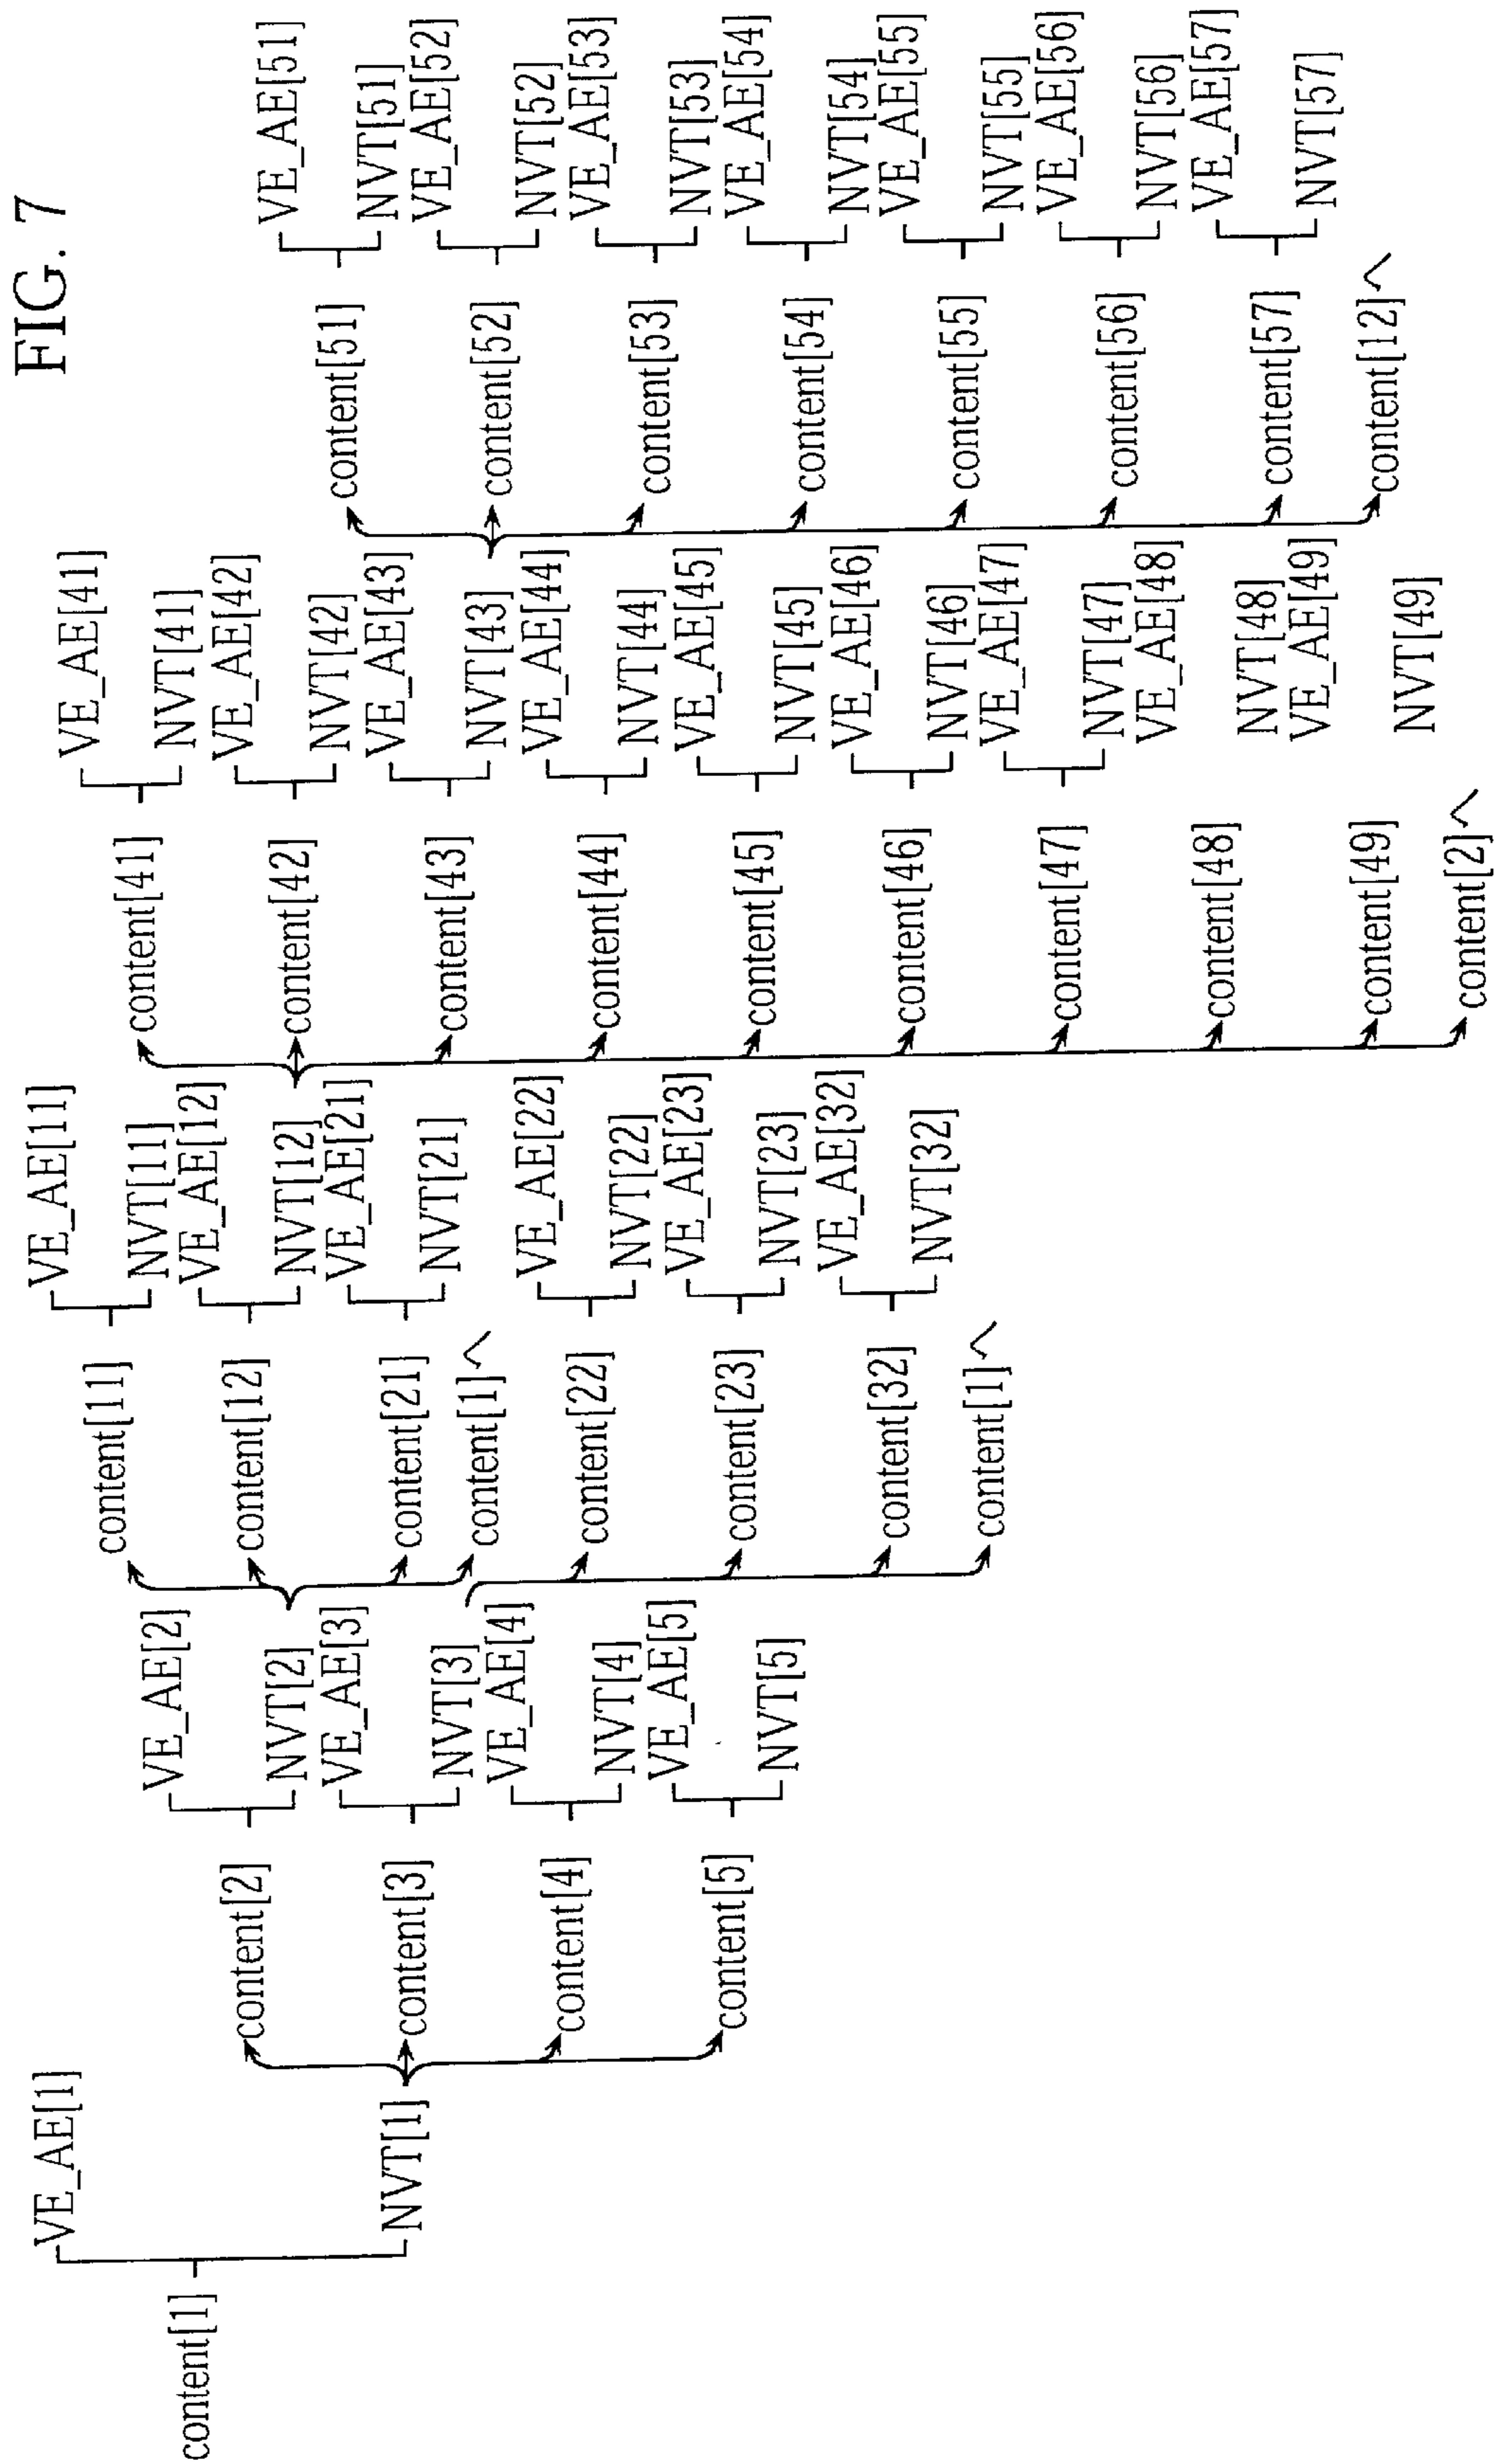 FIG. 7
content[1]
VE_AE[1]
NVT[1]
content[2]
content[3]
content[4]
content[5]
VE_AE[2]
NVT[2]
VE_AE[3]
NVT[3]
VE_AE[4]
NVT[4]
VE_AE[5]
NVT[5]
content[11]
content[12]
content[21]
content[1]へ
content[22]
content[23]
content[32]
content[1]へ
VE_AE[11]
NVT[11]
VE_AE[12]
NVT[12]
VE_AE[21]
NVT[21]
VE_AE[22]
NVT[22]
VE_AE[23]
NVT[23]
VE_AE[32]
NVT[32]
content[41]
content[42]
content[43]
content[44]
content[45]
content[46]
content[47]
content[48]
content[49]
content[2]へ
VE_AE[41]
NVT[41]
VE_AE[42]
NVT[42]
VE_AE[43]
NVT[43]
VE_AE[44]
NVT[44]
VE_AE[45]
NVT[45]
VE_AE[46]
NVT[46]
VE_AE[47]
NVT[47]
VE_AE[48]
NVT[48]
VE_AE[49]
NVT[49]
content[51]
content[52]
content[53]
content[54]
content[55]
content[56]
content[57]
content[12]へ
VE_AE[51]
NVT[51]
VE_AE[52]
NVT[52]
VE_AE[53]
NVT[53]
VE_AE[54]
NVT[54]
VE_AE[55]
NVT[55]
VE_AE[56]
NVT[56]
VE_AE[57]
NVT[57]